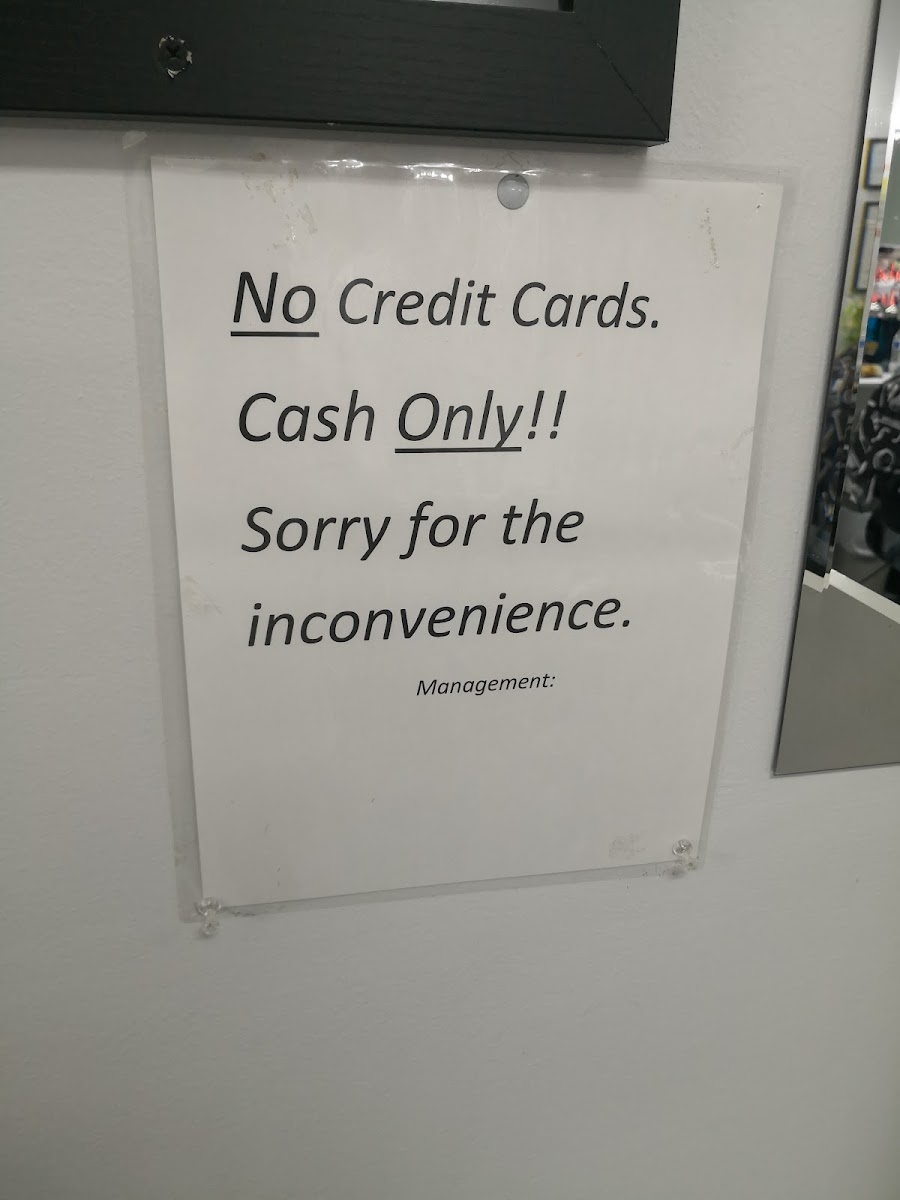 No Credit Cards.
Cash Only!!
Sorry for the
inconvenience.
Management: